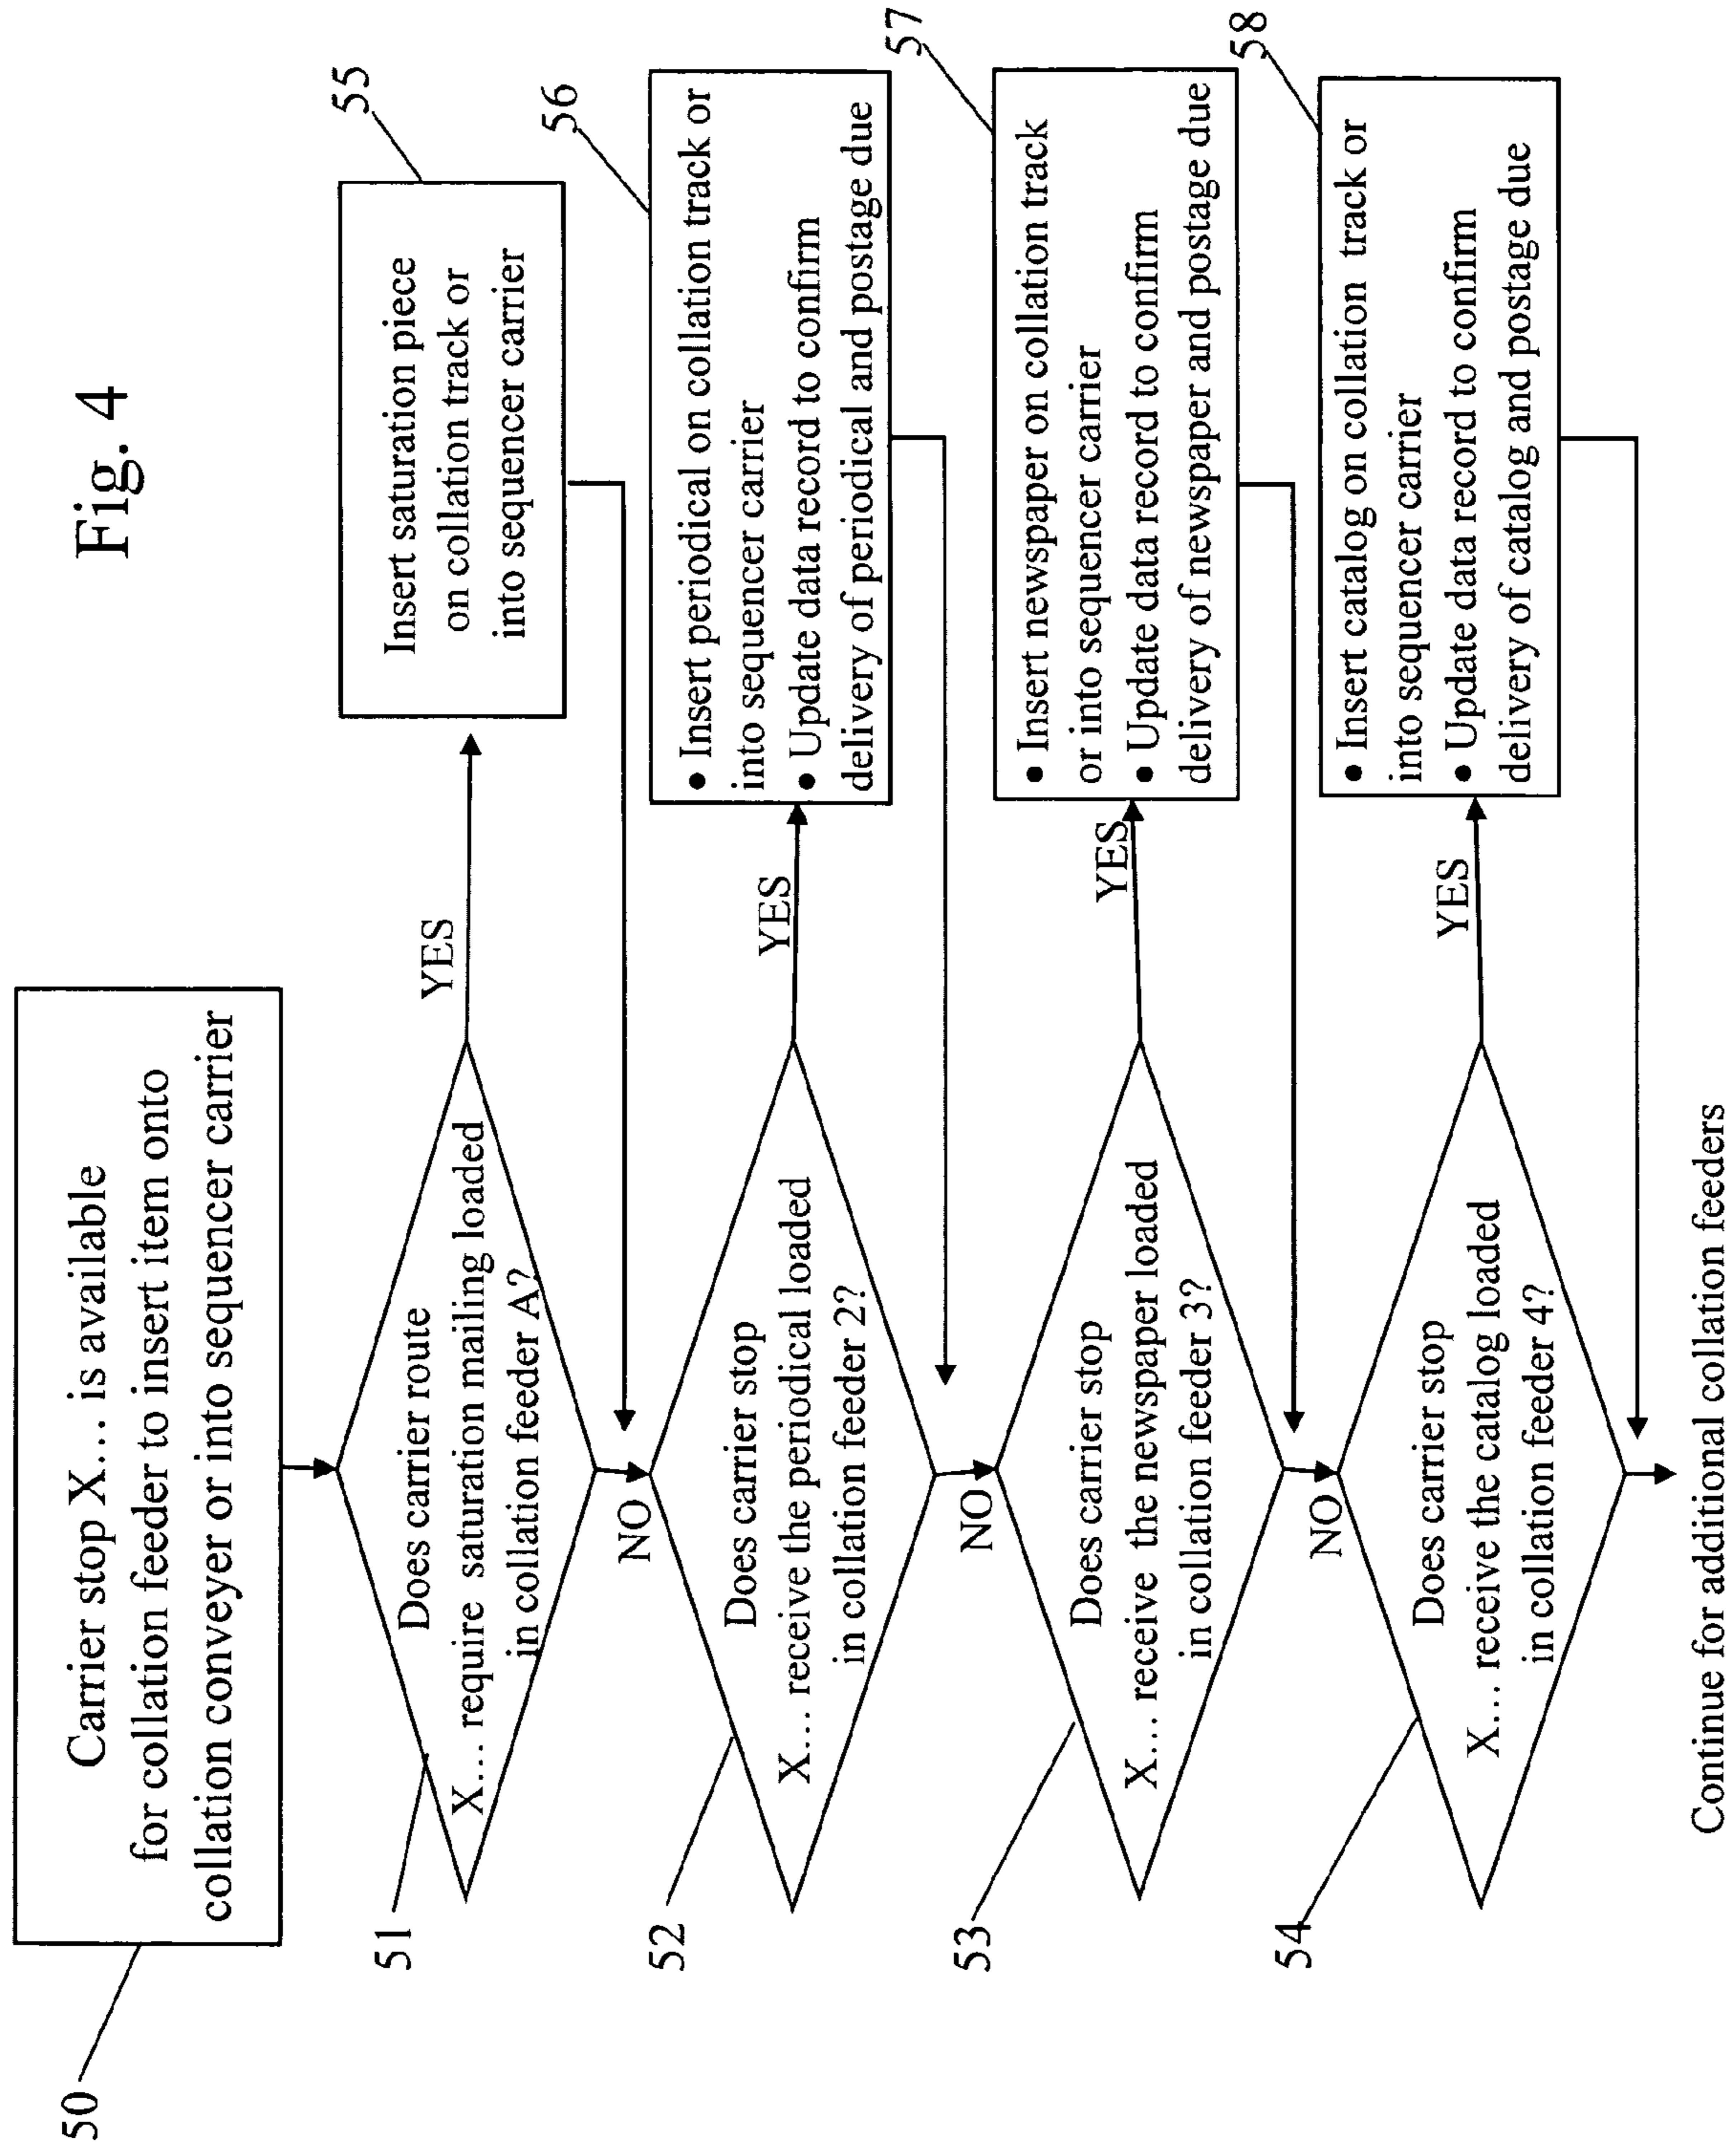 Fig. 4
50
Carrier stop X... is available
for collation feeder to insert item onto
collation conveyer or into sequencer carrier
51
Does carrier route
X... require saturation mailing loaded
in collation feeder A?
YES
55
Insert saturation piece
on collation track or
into sequencer carrier
NO
52
Does carrier stop
X... receive the periodical loaded
in collation feeder 2?
YES
56
• Insert periodical on collation track or
into sequencer carrier
• Update data record to confirm
delivery of periodical and postage due
NO
53
Does carrier stop
X... receive the newspaper loaded
in collation feeder 3?
YES
57
• Insert newspaper on collation track
or into sequencer carrier
• Update data record to confirm
delivery of newspaper and postage due
NO
54
Does carrier stop
X... receive the catalog loaded
in collation feeder 4?
YES
58
• Insert catalog on collation track or
into sequencer carrier
• Update data record to confirm
delivery of catalog and postage due
Continue for additional collation feeders